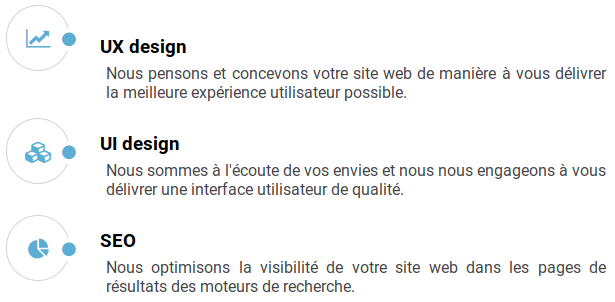 UX design
Nous pensons et concevons votre site web de manière à vous délivrer
la meilleure expérience utilisateur possible.
UI design
Nous sommes à l'écoute de vos envies et nous nous engageons à vous
délivrer une interface utilisateur de qualité.
SEO
Nous optimisons la visibilité de votre site web dans les pages de
résultats des moteurs de recherche.